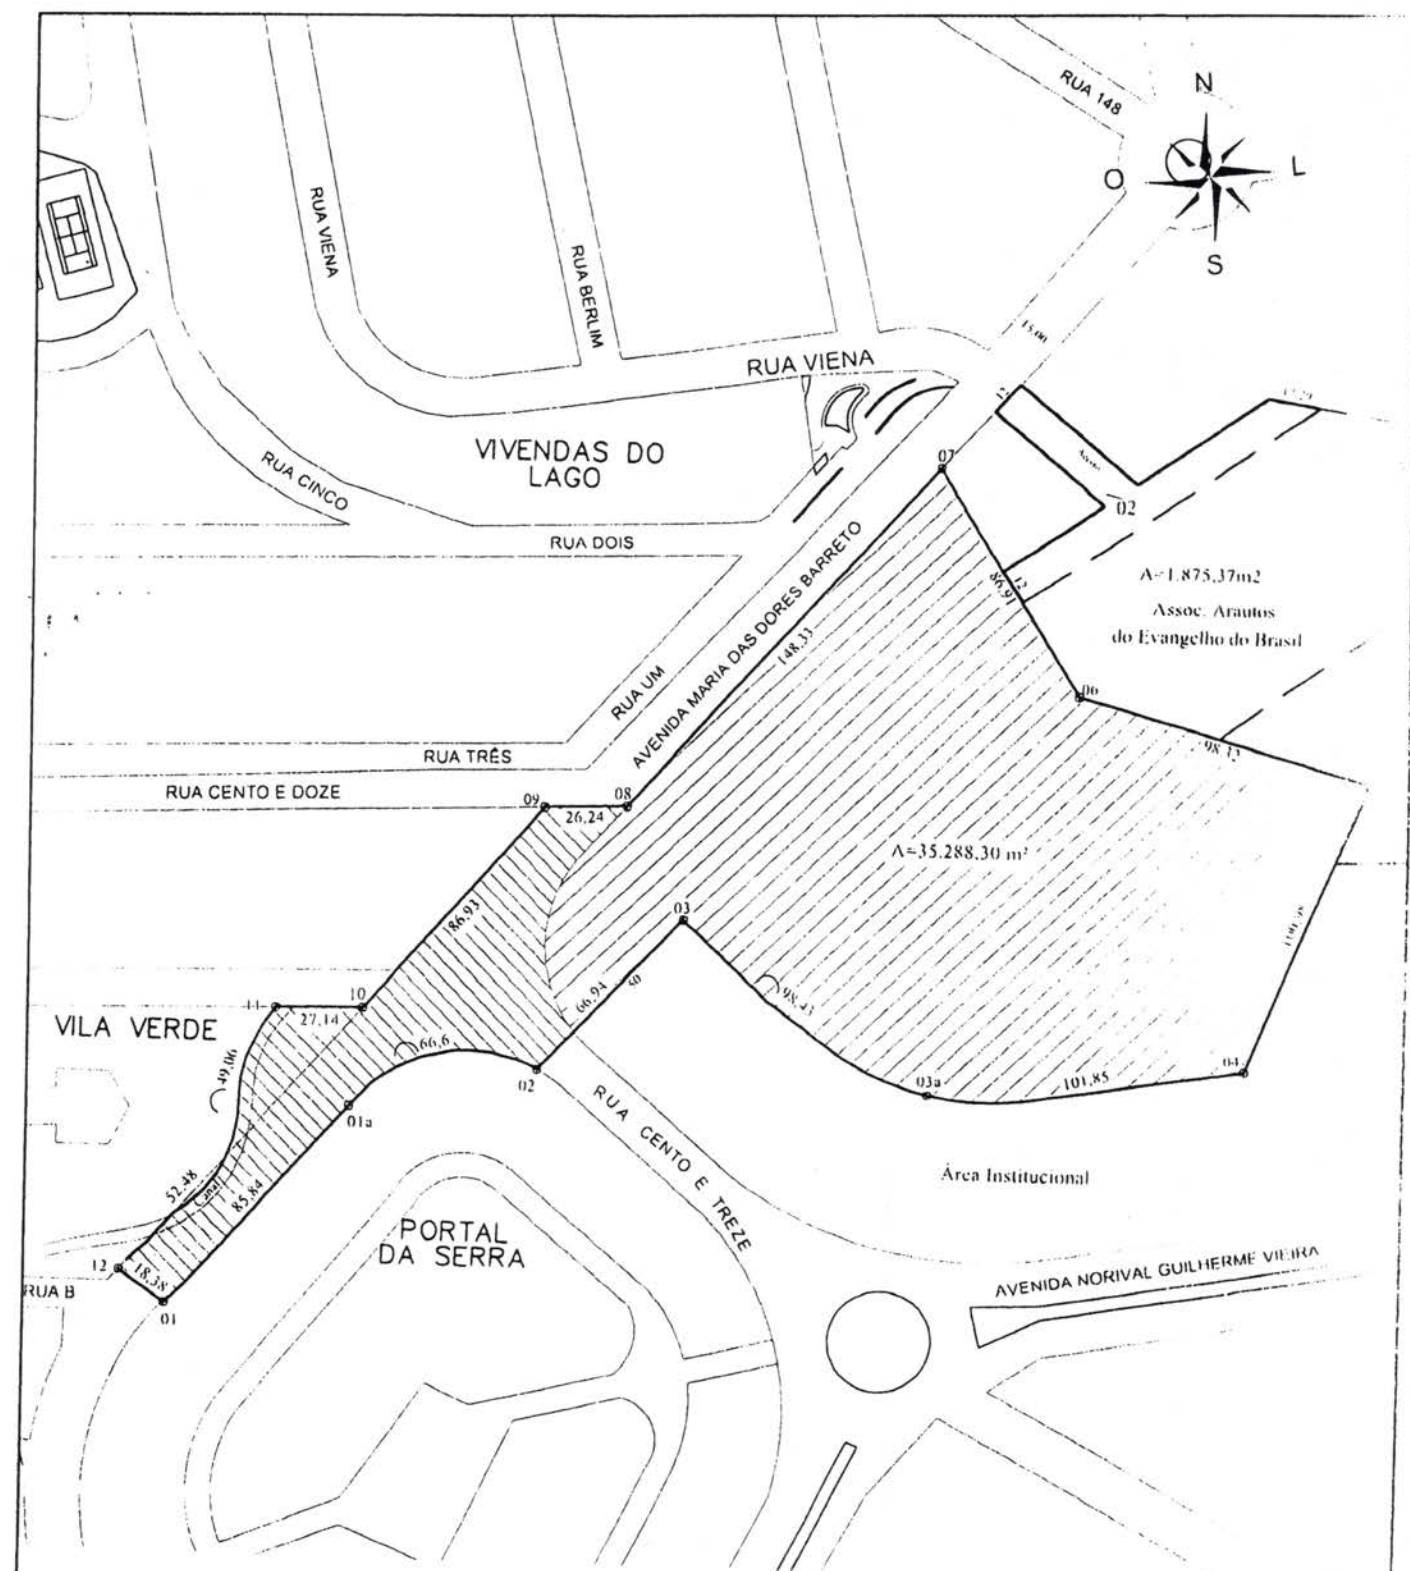 RUA 148
N
O
L
S
RUA VIENA
RUA BERLIM
15.00
RUA VIENA
12
VIVENDAS DO
LAGO
RUA CINCO
07
02
RUA DOIS
AVENIDA MARIA DAS DORES BARRETO
86,91
12
A=1.875,37m2
Assoc. Arautos
do Evangelho do Brasil
148,33
RUA UM
06
98,12
RUA TRÊS
RUA CENTO E DOZE
09
08
26,24
A=35.288,30 m²
186,93
03
66,94
50
98,43
11
10
27,14
VILA VERDE
49,06
66,6
02
01a
03a
101,85
04
RUA CENTO E TREZE
Área Institucional
52,48
Canal
85,84
PORTAL
DA SERRA
12
18,38
RUA B
01
AVENIDA NORIVAL GUILHERME VIEIRA